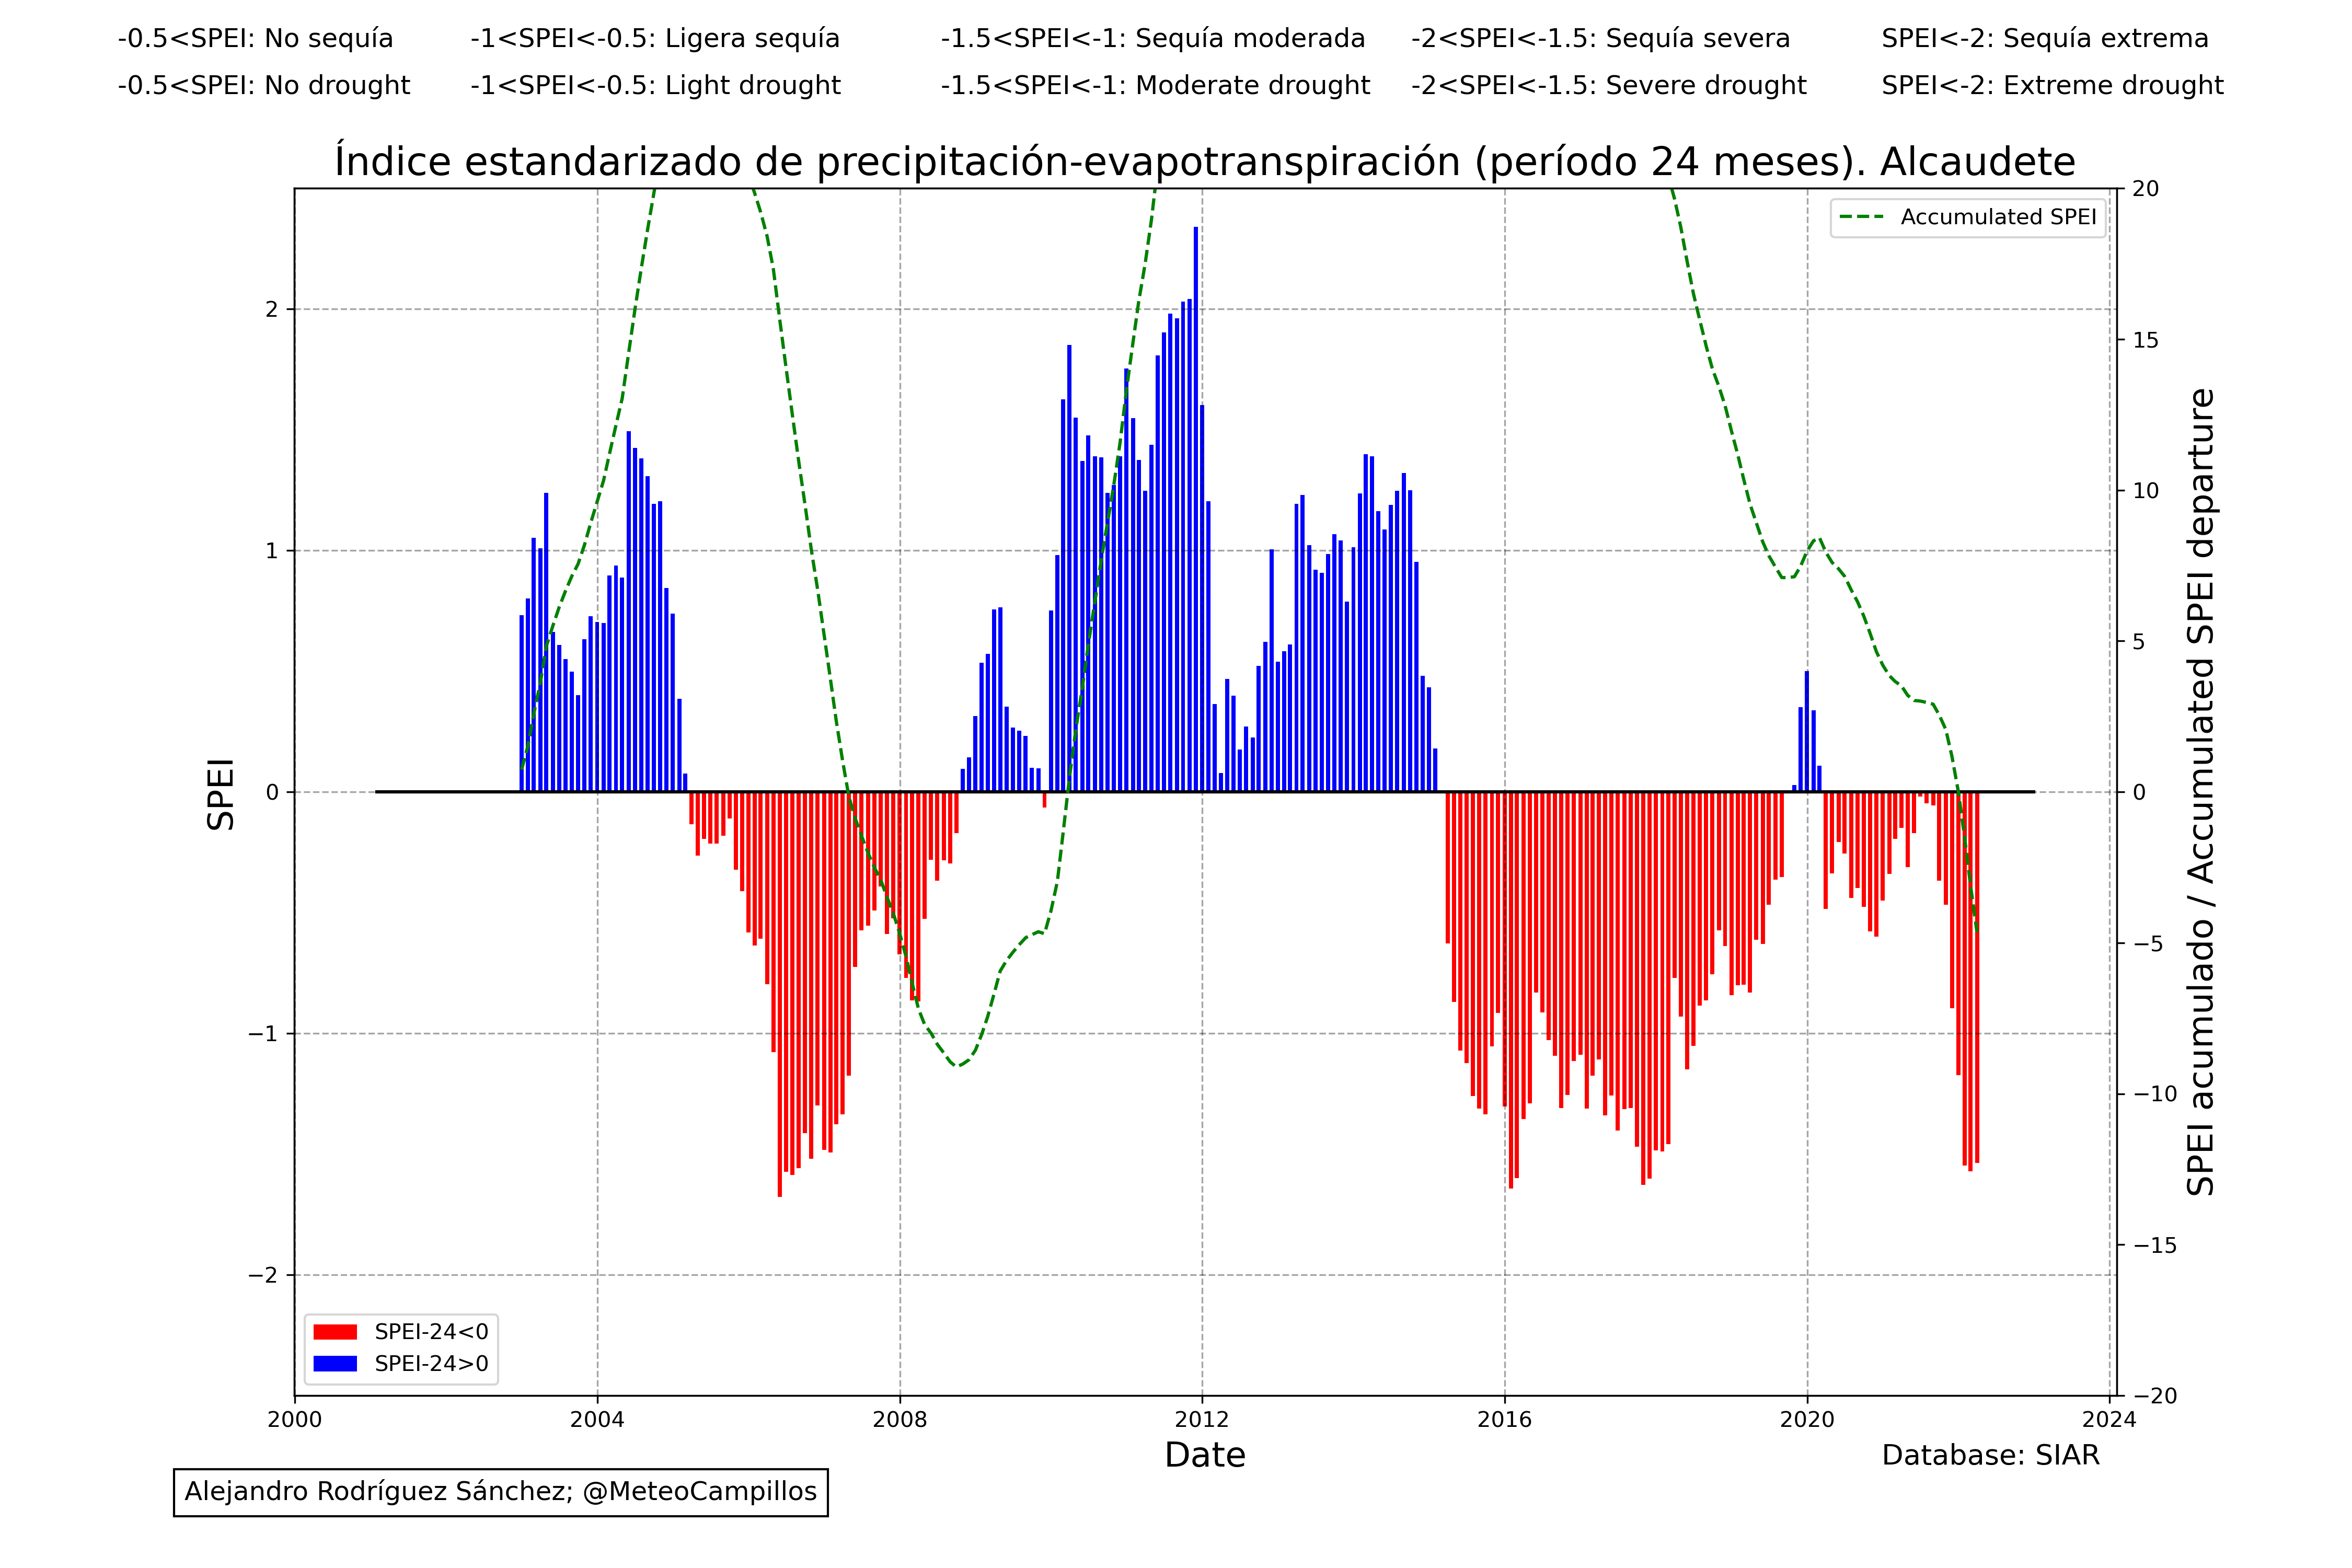 -0.5<SPEI: No sequía -1<SPEI<-0.5: Ligera sequía -1.5<SPEI<-1: Sequía moderada -2<SPEI<-1.5: Sequía severa SPEI<-2: Sequía extrema
-0.5<SPEI: No drought -1<SPEI<-0.5: Light drought -1.5<SPEI<-1: Moderate drought -2<SPEI<-1.5: Severe drought SPEI<-2: Extreme drought
Índice estandarizado de precipitación-evapotranspiración (período 24 meses). Alcaudete
Accumulated SPEI
2
1
0
−1
−2
SPEI
20
15
10
5
0
−5
−10
−15
−20
SPEI acumulado / Accumulated SPEI departure
SPEI-24<0
SPEI-24>0
2000 2004 2008 2012 2016 2020 2024
Date
Database: SIAR
Alejandro Rodríguez Sánchez; @MeteoCampillos